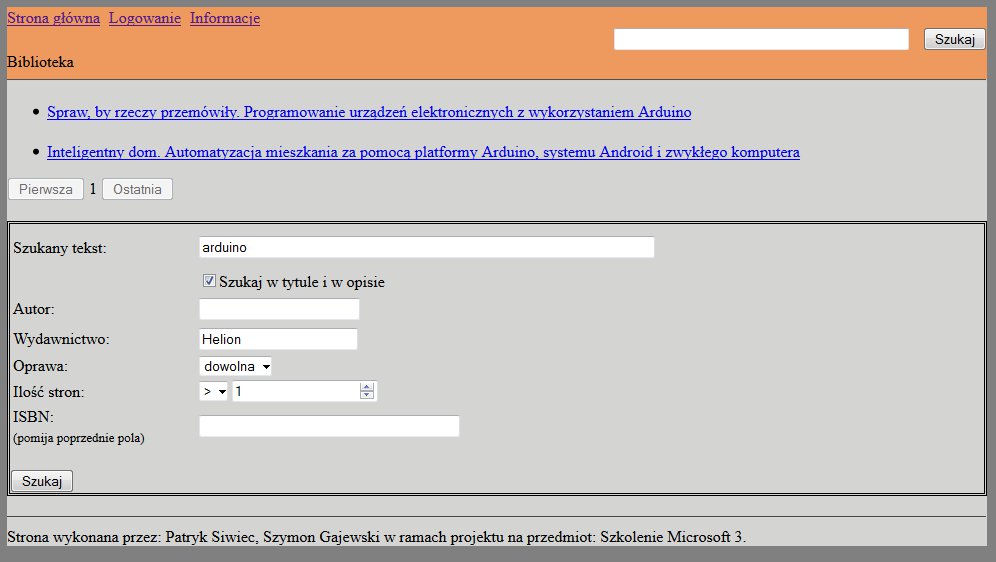 Strona główna Logowanie Informacje
Szukaj
Biblioteka
Spraw, by rzeczy przemówiły. Programowanie urządzeń elektronicznych z wykorzystaniem Arduino
Inteligentny dom. Automatyzacja mieszkania za pomocą platformy Arduino, systemu Android i zwykłego komputera
Pierwsza 1 Ostatnia
Szukany tekst: arduino
Szukaj w tytule i w opisie
Autor:
Wydawnictwo: Helion
Oprawa: dowolna
Ilość stron: > 1
ISBN:
(pomija poprzednie pola)
Szukaj
Strona wykonana przez: Patryk Siwiec, Szymon Gajewski w ramach projektu na przedmiot: Szkolenie Microsoft 3.